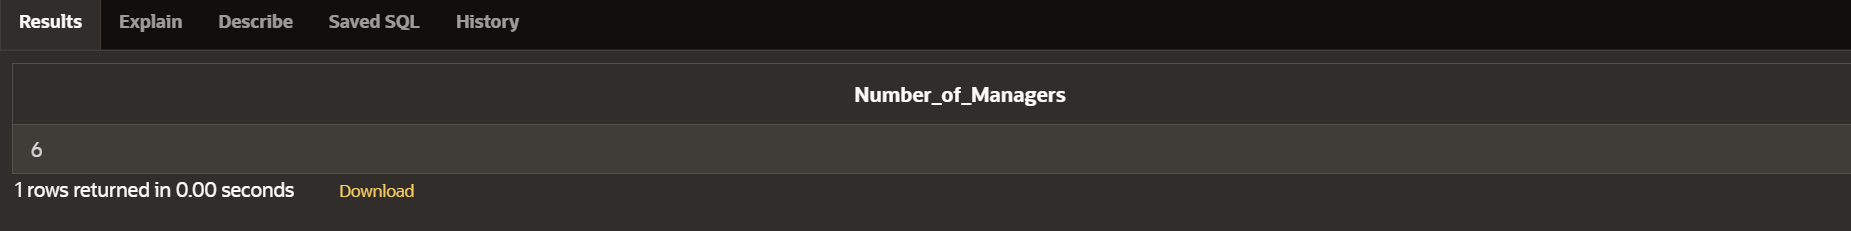 Results Explain Describe Saved SQL History
Number_of_Managers
6
1 rows returned in 0.00 seconds Download